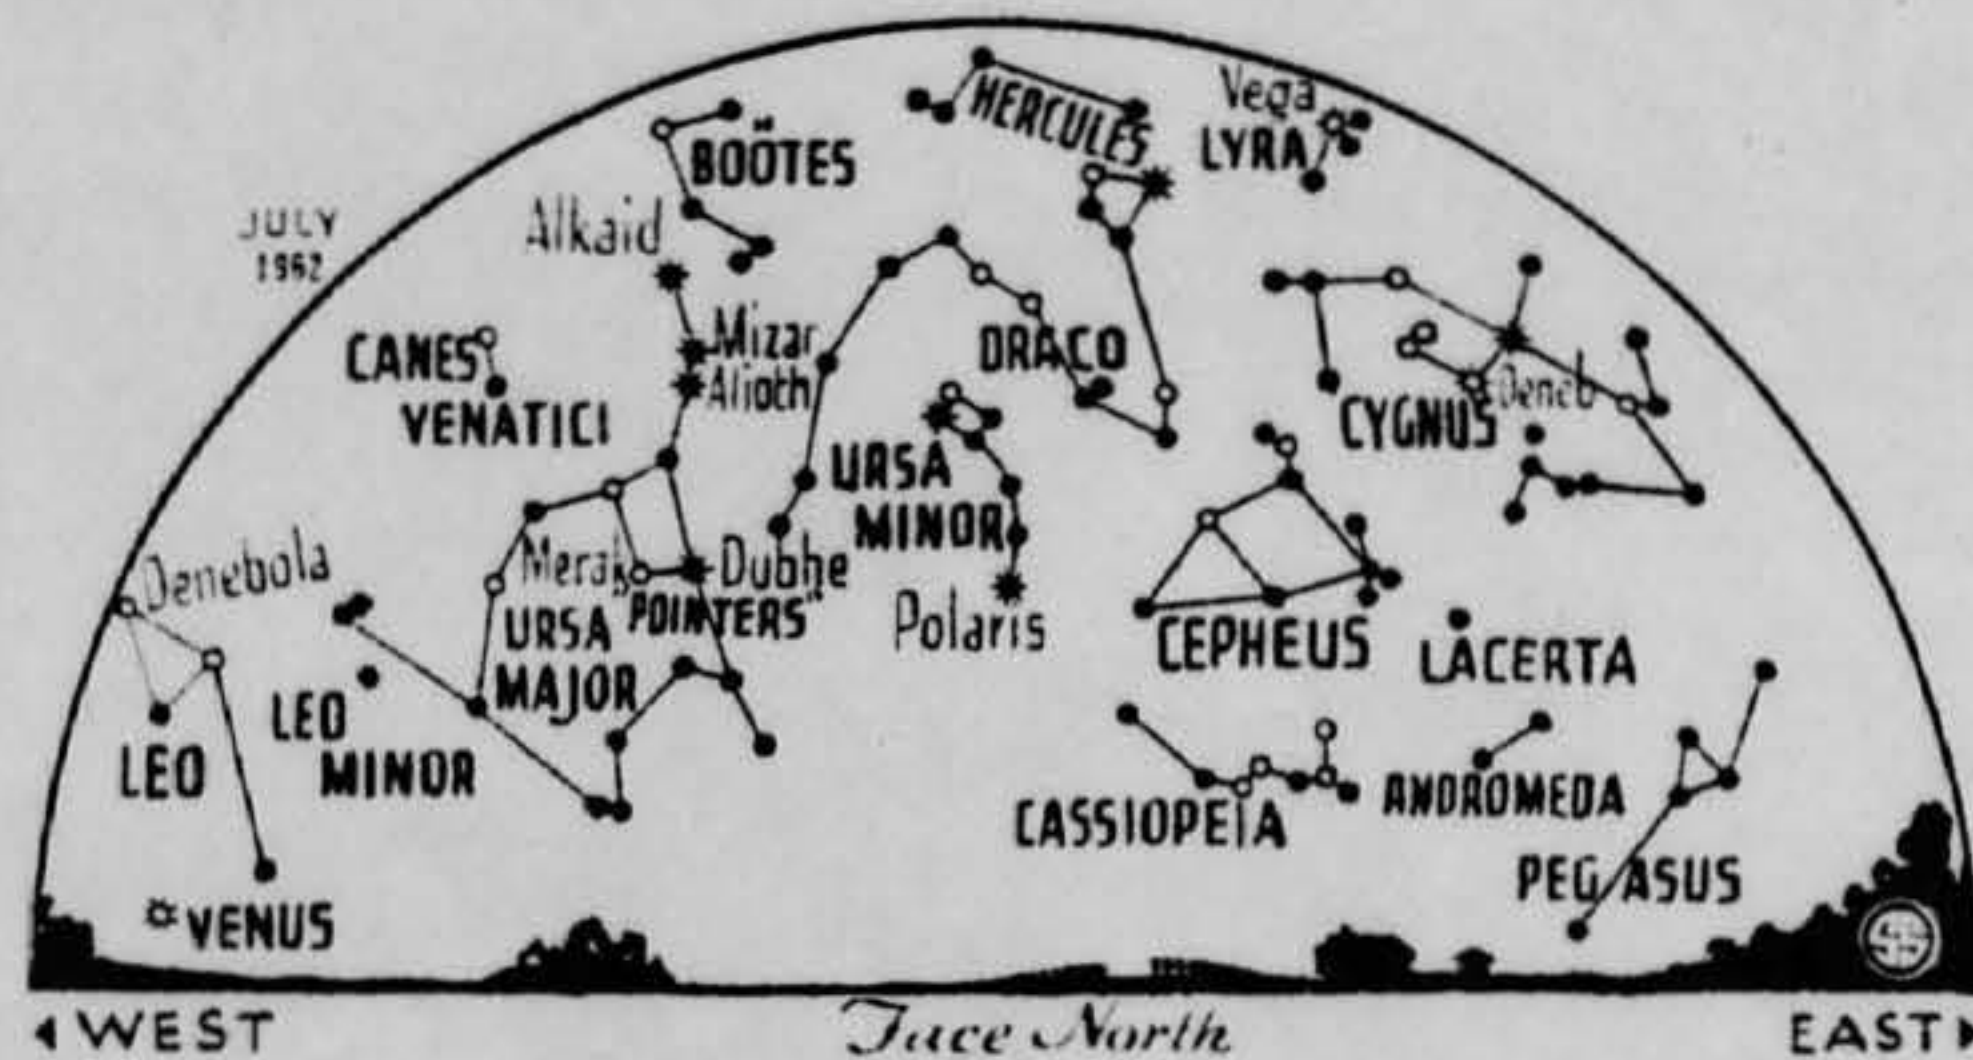 HERCULES
Vega
LYRA
BOÖTES
JULY
1962
Alkaid
CANES
VENATICI
Mizar
Alioth
DRACO
CYGNUS
Deneb
URSA
MINOR
Denebola
Merak
Dubhe
"POINTERS"
URSA
MAJOR
Polaris
CEPHEUS
LACERTA
LEO
LEO
MINOR
CASSIOPEIA
ANDROMEDA
PEGASUS
VENUS
WEST
Face North
EAST